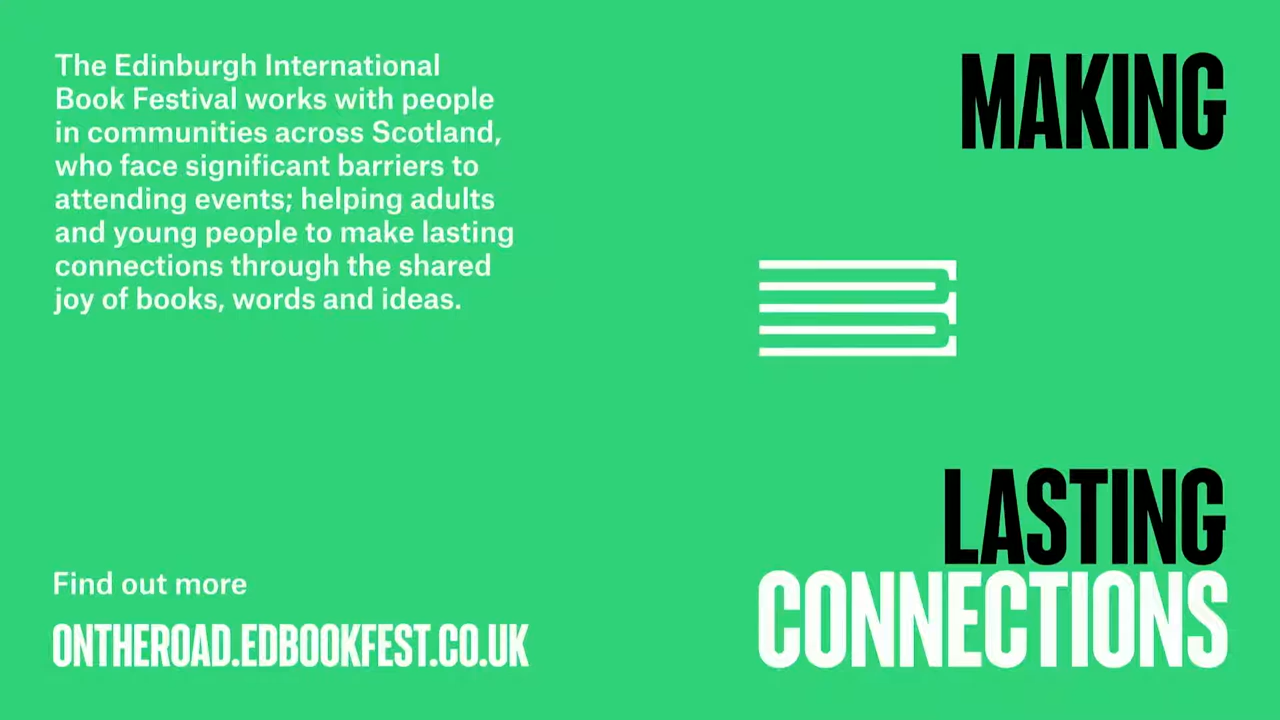 The Edinburgh International
Book Festival works with people
in communities across Scotland,
who face significant barriers to
attending events; helping adults
and young people to make lasting
connections through the shared
joy of books, words and ideas.
Find out more
ONTHEROAD.EDBOOKFEST.CO.UK
MAKING
LASTING
CONNECTIONS